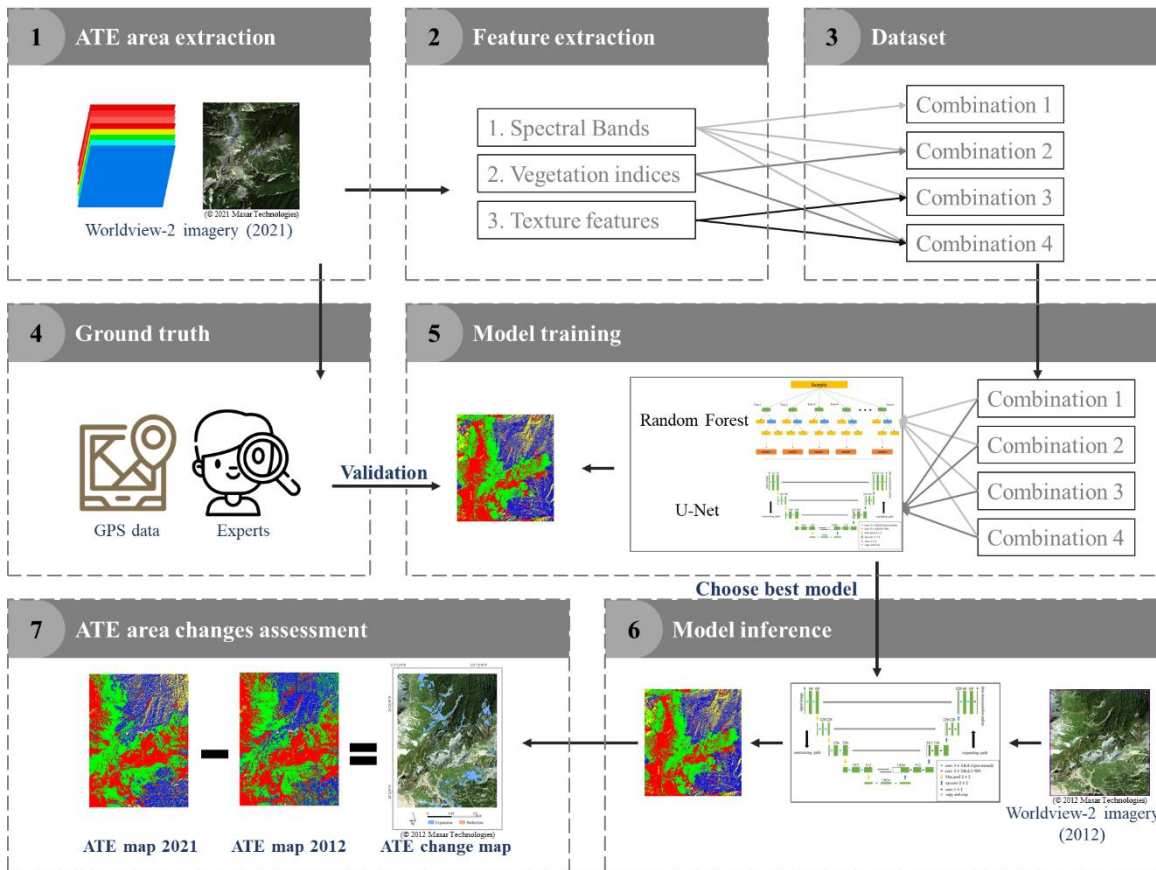 1 ATE area extraction
(© 2021 Maxar Technologies)
Worldview-2 imagery (2021)
2 Feature extraction
1. Spectral Bands
2. Vegetation indices
3. Texture features
3 Dataset
Combination 1
Combination 2
Combination 3
Combination 4
4 Ground truth
GPS data
Experts
Validation
5 Model training
Random Forest
Sample
U-Net
Combination 1
Combination 2
Combination 3
Combination 4
Choose best model
7 ATE area changes assessment
ATE map 2021
ATE map 2012
(© 2012 Maxar Technologies)
ATE change map
6 Model inference
(© 2012 Maxar Technologies)
Worldview-2 imagery
(2012)